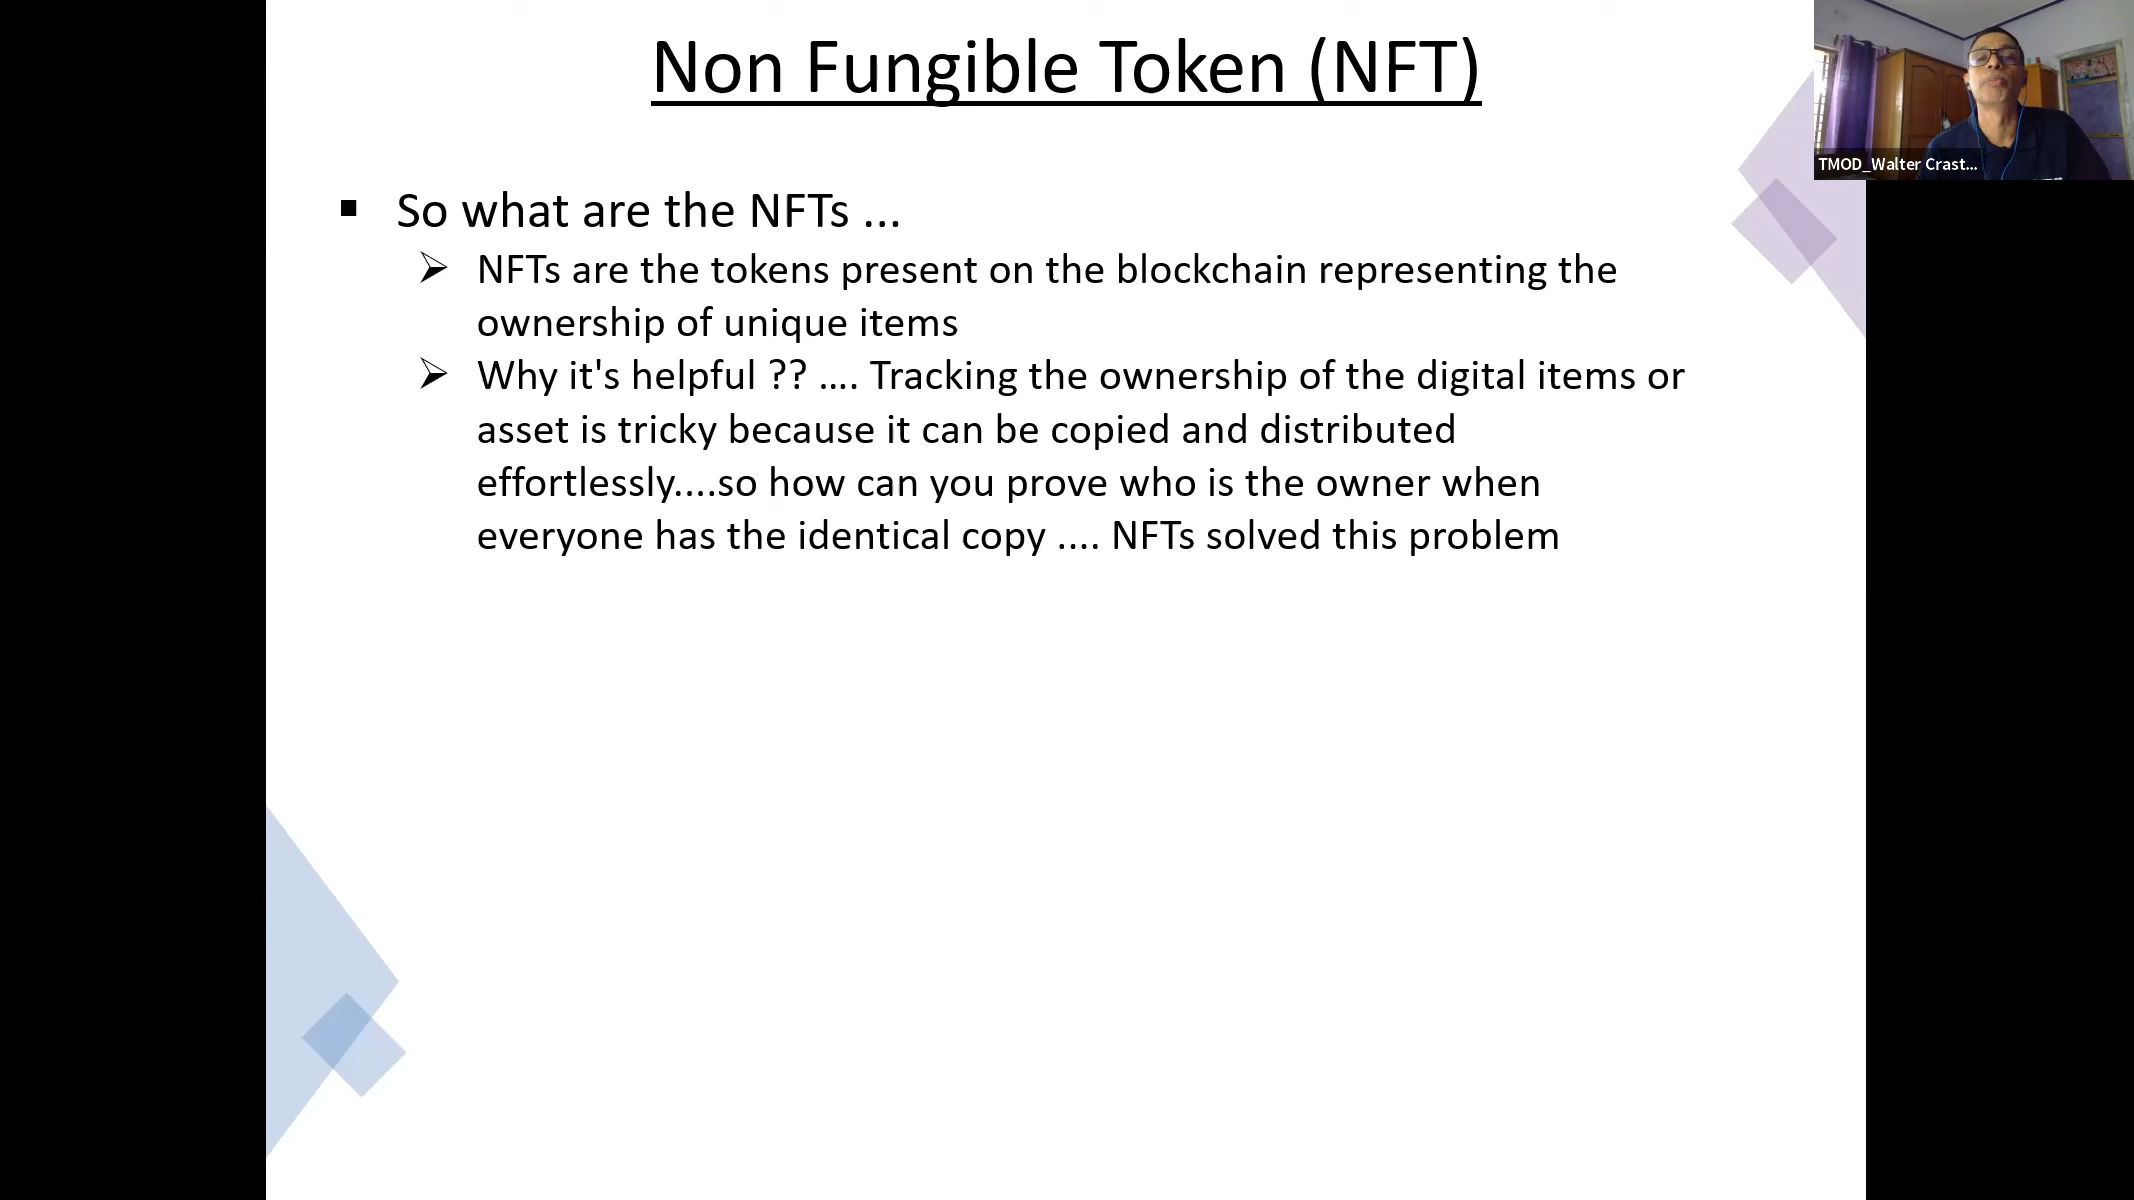 Non Fungible Token (NFT)
TMOD_Walter Crast...
▪ So what are the NFTs ...
➢ NFTs are the tokens present on the blockchain representing the
ownership of unique items
➢ Why it's helpful ?? .... Tracking the ownership of the digital items or
asset is tricky because it can be copied and distributed
effortlessly....so how can you prove who is the owner when
everyone has the identical copy .... NFTs solved this problem